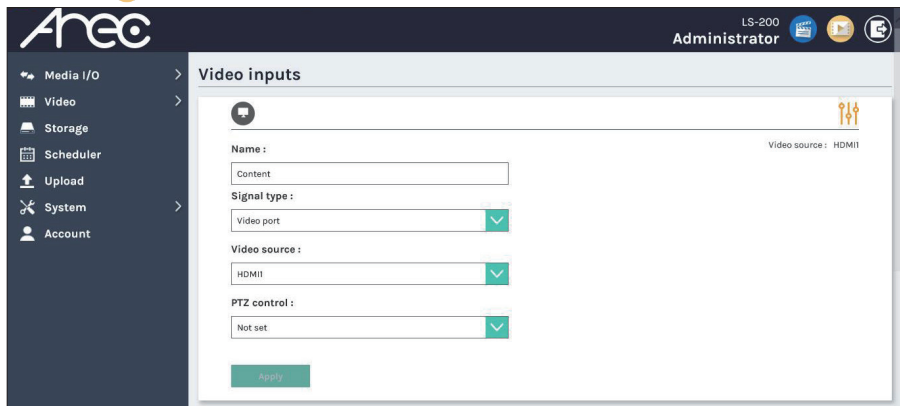 Arec
LS-200
Administrator
Media I/O
Video
Storage
Scheduler
Upload
System
Account
Video inputs
Video source : HDMI1
Name :
Content
Signal type :
Video port
Video source :
HDMI1
PTZ control :
Not set
Apply